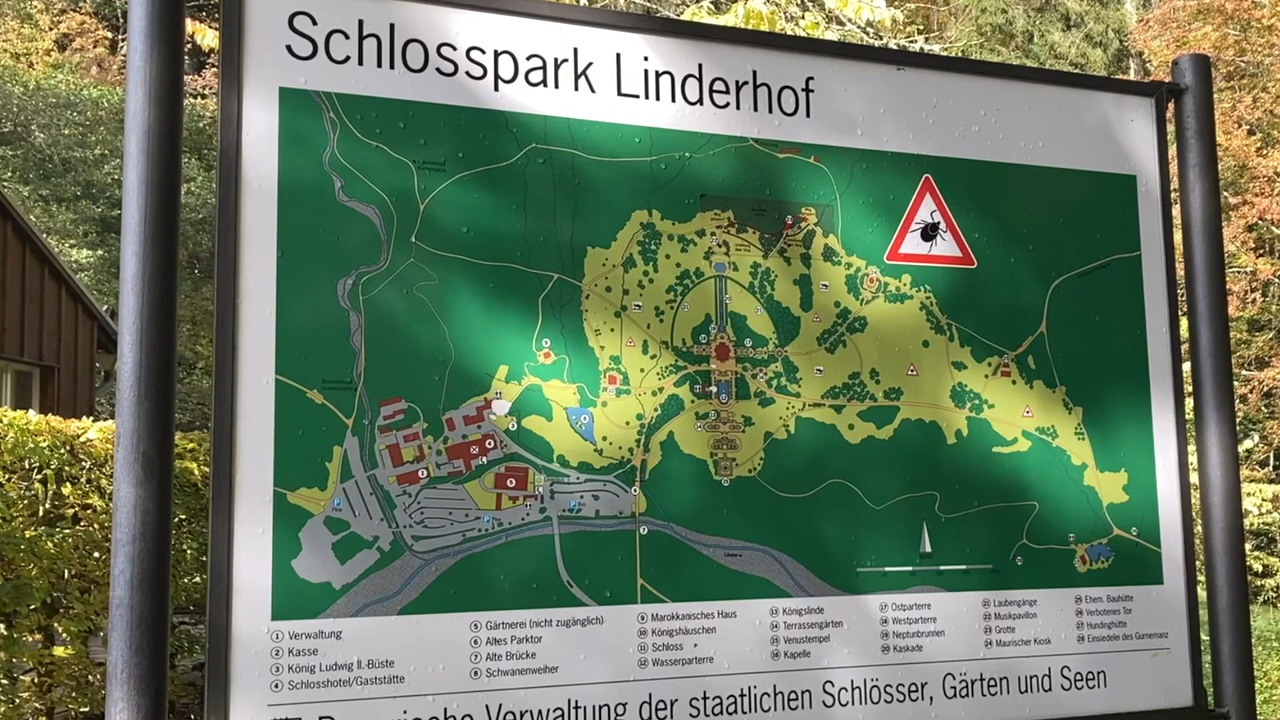 Schlosspark Linderhof
① Verwaltung
② Kasse
③ König Ludwig II.-Büste
④ Schlosshotel/Gaststätte
⑤ Gärtnerei (nicht zugänglich)
⑥ Altes Parktor
⑦ Alte Brücke
⑧ Schwanenweiher
⑨ Marokkanisches Haus
⑩ Königshäuschen
⑪ Schloss
⑫ Wasserparterre
⑬ Königslinde
⑭ Terrassengärten
⑮ Venustempel
⑯ Kapelle
⑰ Ostparterre
⑱ Westparterre
⑲ Neptunbrunnen
⑳ Kaskade
㉑ Laubengänge
㉒ Musikpavillon
㉓ Grotte
㉔ Maurischer Kiosk
㉕ Ehem. Bauhütte
㉖ Verbotenes Tor
㉗ Hundinghütte
㉘ Einsiedelei des Gurnemanz
Verwaltung der staatlichen Schlösser, Gärten und Seen